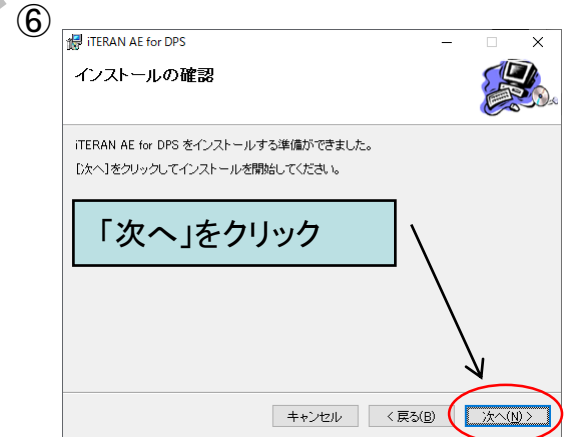 ⑥
iTERAN AE for DPS
インストールの確認
iTERAN AE for DPS をインストールする準備ができました。
[次へ]をクリックしてインストールを開始してください。
「次へ」をクリック
キャンセル
< 戻る(B)
次へ(N) >